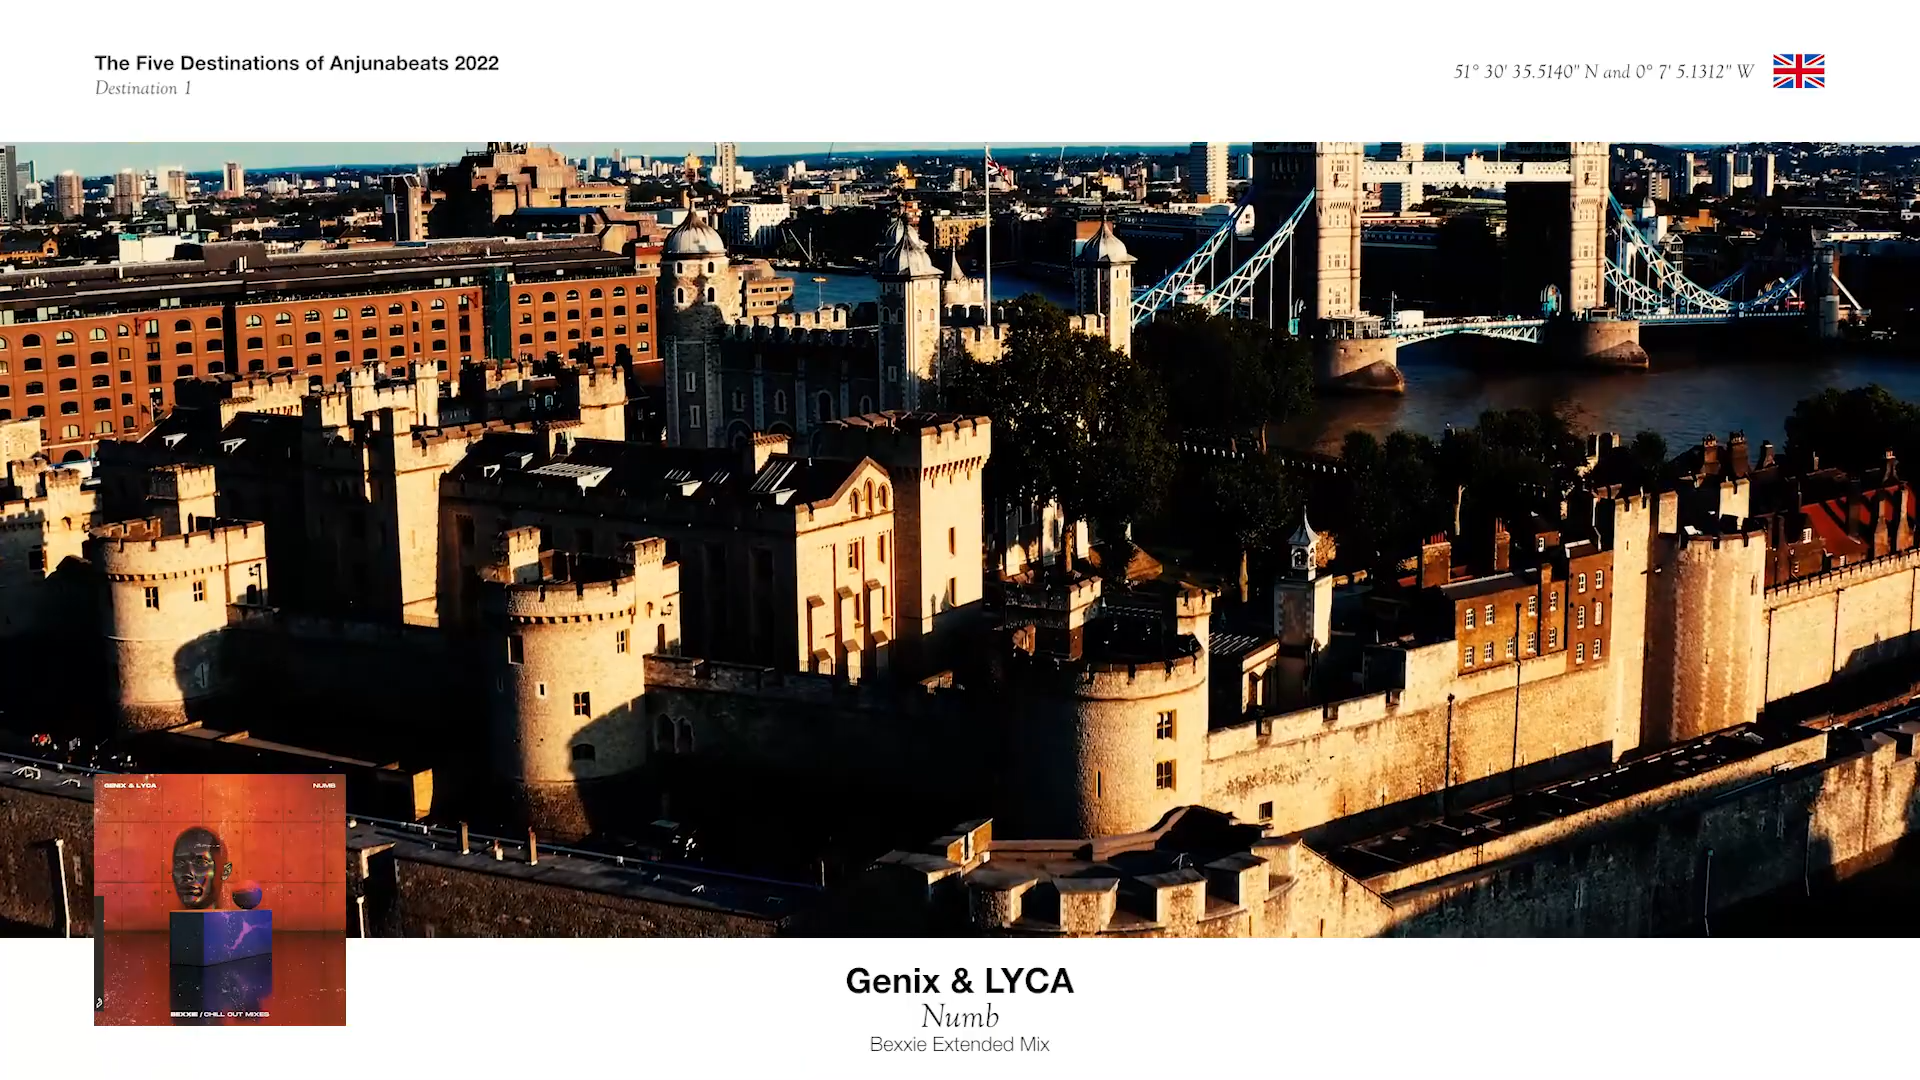 The Five Destinations of Anjunabeats 2022
Destination 1
51° 30' 35.5140" N and 0° 7' 5.1312" W
GENIX & LYCA
NUMB
BEXXIE / CHILL OUT MIXES
Genix & LYCA
Numb
Bexxie Extended Mix